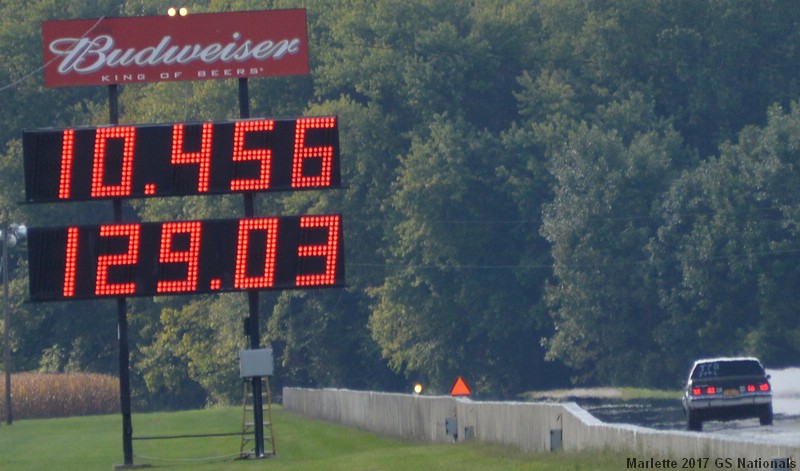 Budweiser
KING OF BEERS
10.456
129.03
Marlette 2017 GS Nationals